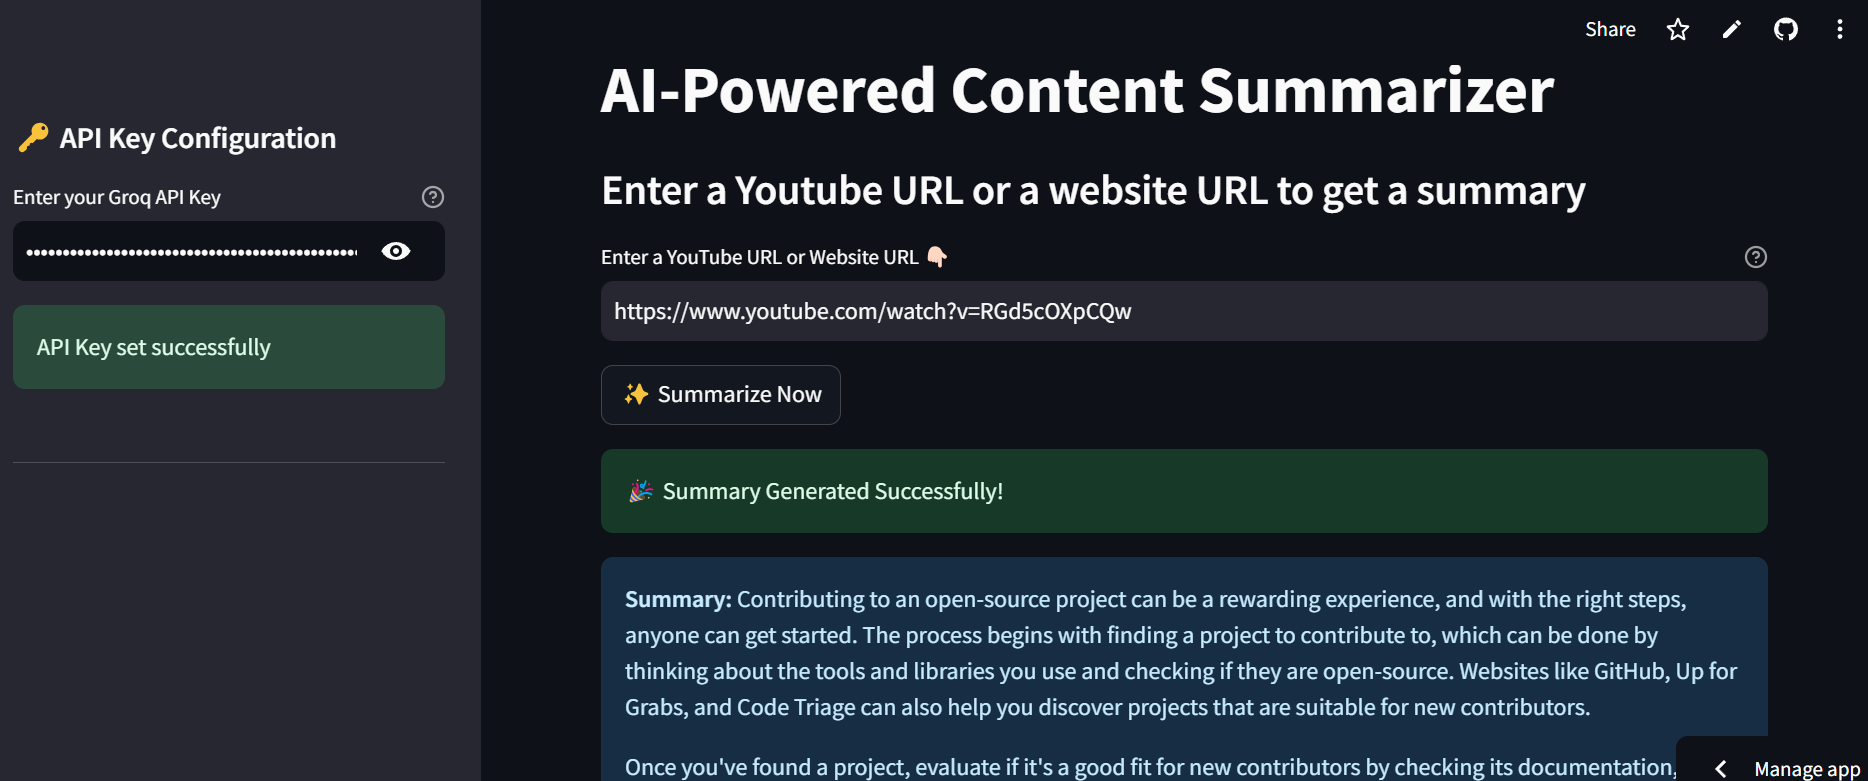 Share
🔑 API Key Configuration
Enter your Groq API Key
API Key set successfully
AI-Powered Content Summarizer
Enter a Youtube URL or a website URL to get a summary
Enter a YouTube URL or Website URL 👇🏻
https://www.youtube.com/watch?v=RGd5cOXpCQw
✨ Summarize Now
🎉 Summary Generated Successfully!
Summary: Contributing to an open-source project can be a rewarding experience, and with the right steps,
anyone can get started. The process begins with finding a project to contribute to, which can be done by
thinking about the tools and libraries you use and checking if they are open-source. Websites like GitHub, Up for
Grabs, and Code Triage can also help you discover projects that are suitable for new contributors.
Once you've found a project, evaluate if it's a good fit for new contributors by checking its documentation,
Manage app